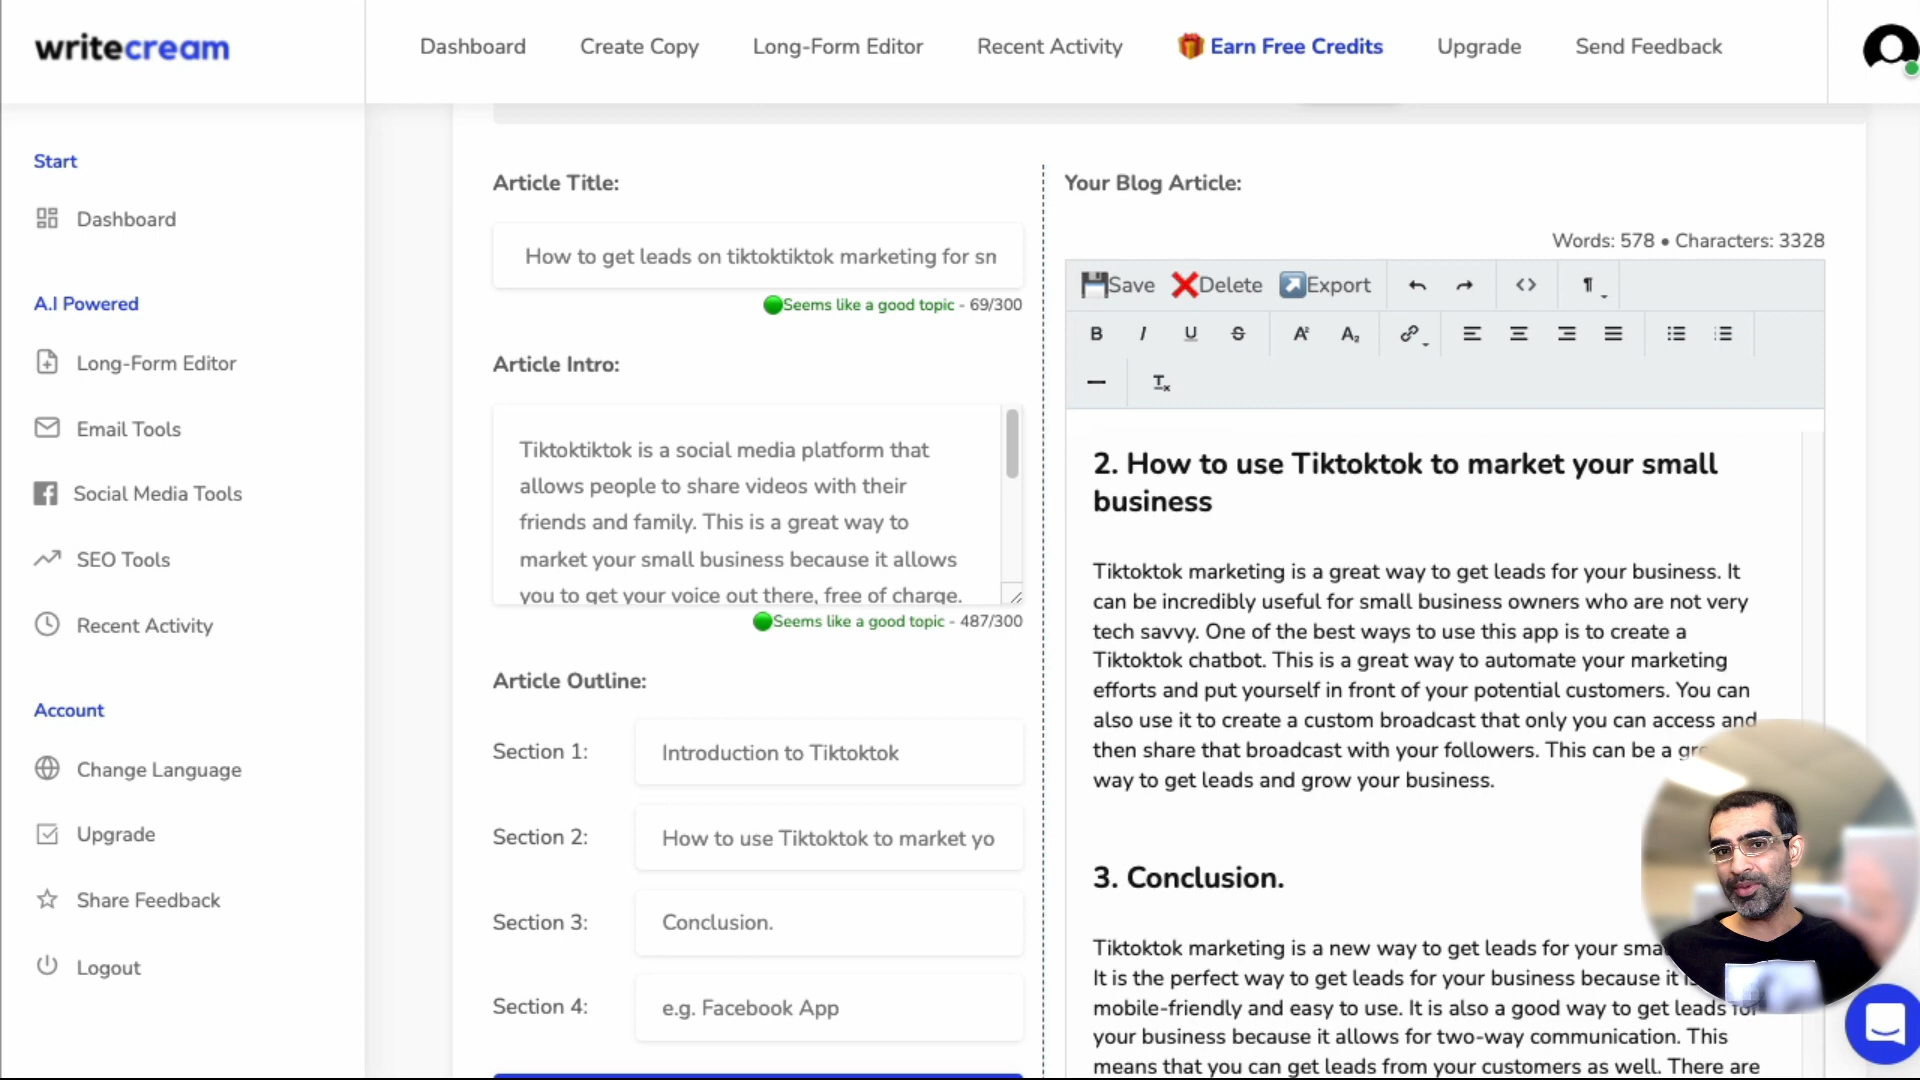 writecream
Dashboard
Create Copy
Long-Form Editor
Recent Activity
Earn Free Credits
Upgrade
Send Feedback
Start
Dashboard
A.I Powered
Long-Form Editor
Email Tools
Social Media Tools
SEO Tools
Recent Activity
Account
Change Language
Upgrade
Share Feedback
Logout
Article Title:
How to get leads on tiktoktiktok marketing for sn
Seems like a good topic - 69/300
Article Intro:
Tiktoktiktok is a social media platform that
allows people to share videos with their
friends and family. This is a great way to
market your small business because it allows
you to get your voice out there, free of charge.
Seems like a good topic - 487/300
Article Outline:
Section 1:
Introduction to Tiktoktok
Section 2:
How to use Tiktoktok to market yo
Section 3:
Conclusion.
Section 4:
e.g. Facebook App
Your Blog Article:
Words: 578 • Characters: 3328
Save
Delete
Export
2. How to use Tiktoktok to market your small
business
Tiktoktok marketing is a great way to get leads for your business. It
can be incredibly useful for small business owners who are not very
tech savvy. One of the best ways to use this app is to create a
Tiktoktok chatbot. This is a great way to automate your marketing
efforts and put yourself in front of your potential customers. You can
also use it to create a custom broadcast that only you can access and
then share that broadcast with your followers. This can be a
way to get leads and grow your business.
3. Conclusion.
Tiktoktok marketing is a new way to get leads for your
It is the perfect way to get leads for your business because it
mobile-friendly and easy to use. It is also a good way to get leads for
your business because it allows for two-way communication. This
means that you can get leads from your customers as well. There are